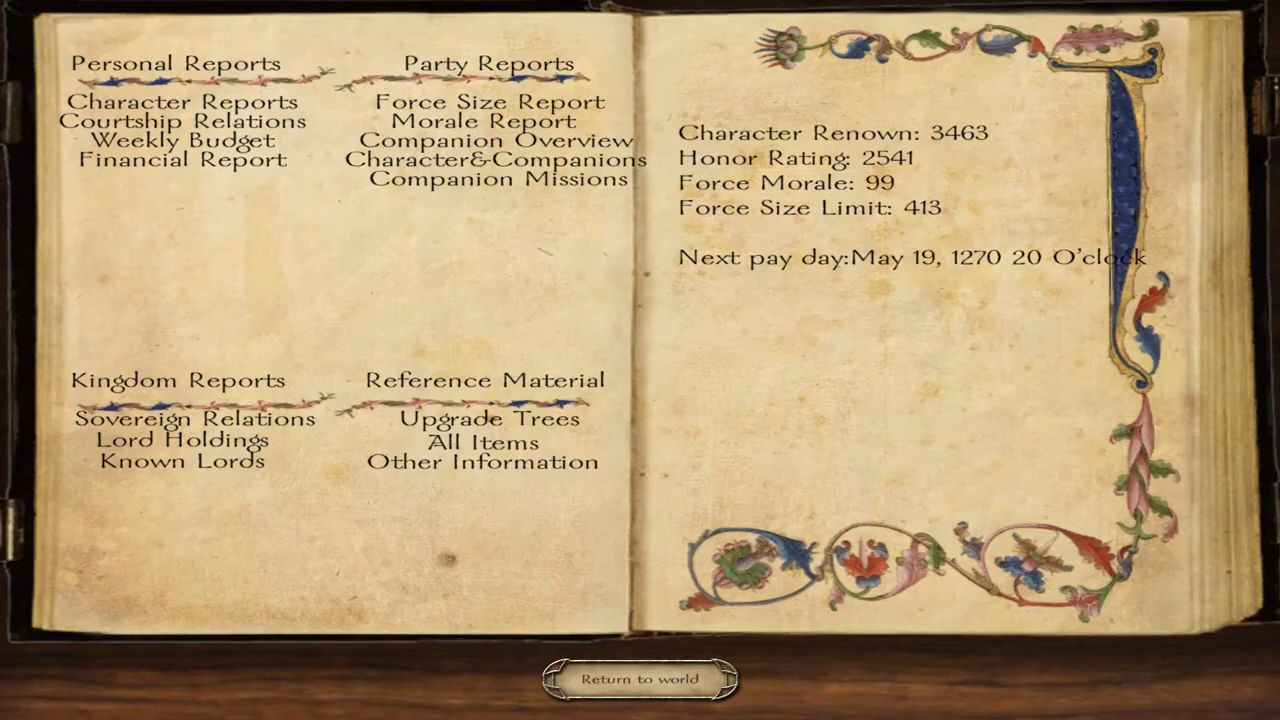 Personal Reports
Character Reports
Courtship Relations
Weekly Budget
Financial Report
Party Reports
Force Size Report
Morale Report
Companion Overview
Character&Companions
Companion Missions
Kingdom Reports
Sovereign Relations
Lord Holdings
Known Lords
Reference Material
Upgrade Trees
All Items
Other Information
Character Renown: 3463
Honor Rating: 2541
Force Morale: 99
Force Size Limit: 413
Next pay day:May 19, 1270 20 O'clock
Return to world